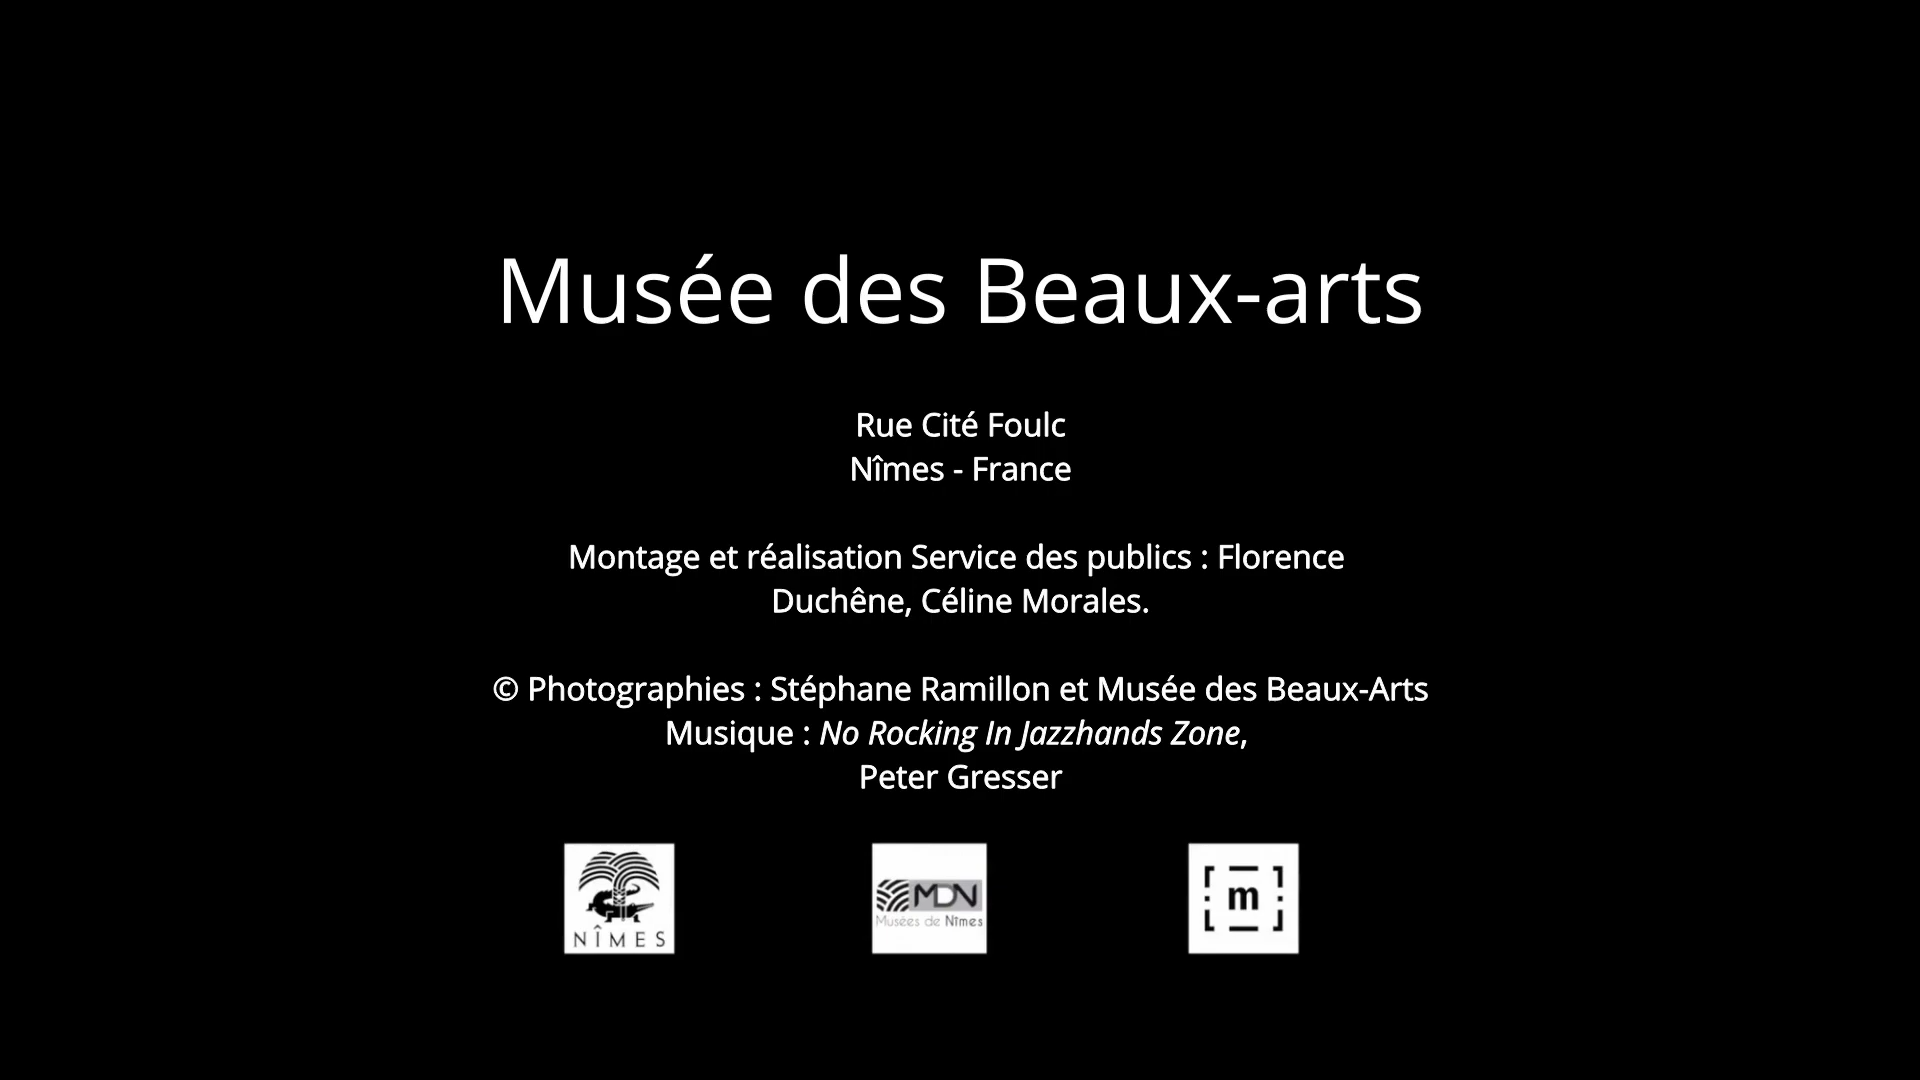 Musée des Beaux-arts
Rue Cité Foulc
Nîmes - France
Montage et réalisation Service des publics : Florence
Duchêne, Céline Morales.
© Photographies : Stéphane Ramillon et Musée des Beaux-Arts
Musique : No Rocking In Jazzhands Zone,
Peter Gresser
NÎMES
MDN
Musées de Nîmes
[m]